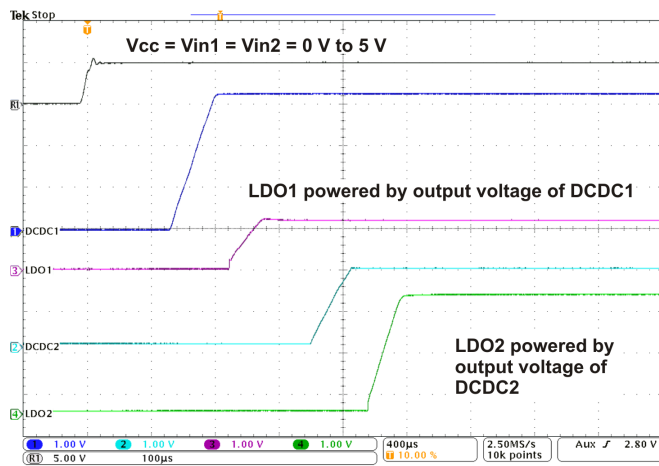 Tek Stop
T
T
Vcc = Vin1 = Vin2 = 0 V to 5 V
R1
LDO1 powered by output voltage of DCDC1
1 DCDC1
3 LDO1
2 DCDC2
LDO2 powered by
output voltage of
DCDC2
4 LDO2
1 1.00 V 2 1.00 V 3 1.00 V 4 1.00 V 400µs 2.50MS/s Aux ʃ 2.80 V
R1 5.00 V 100µs T 10.00 % 10k points